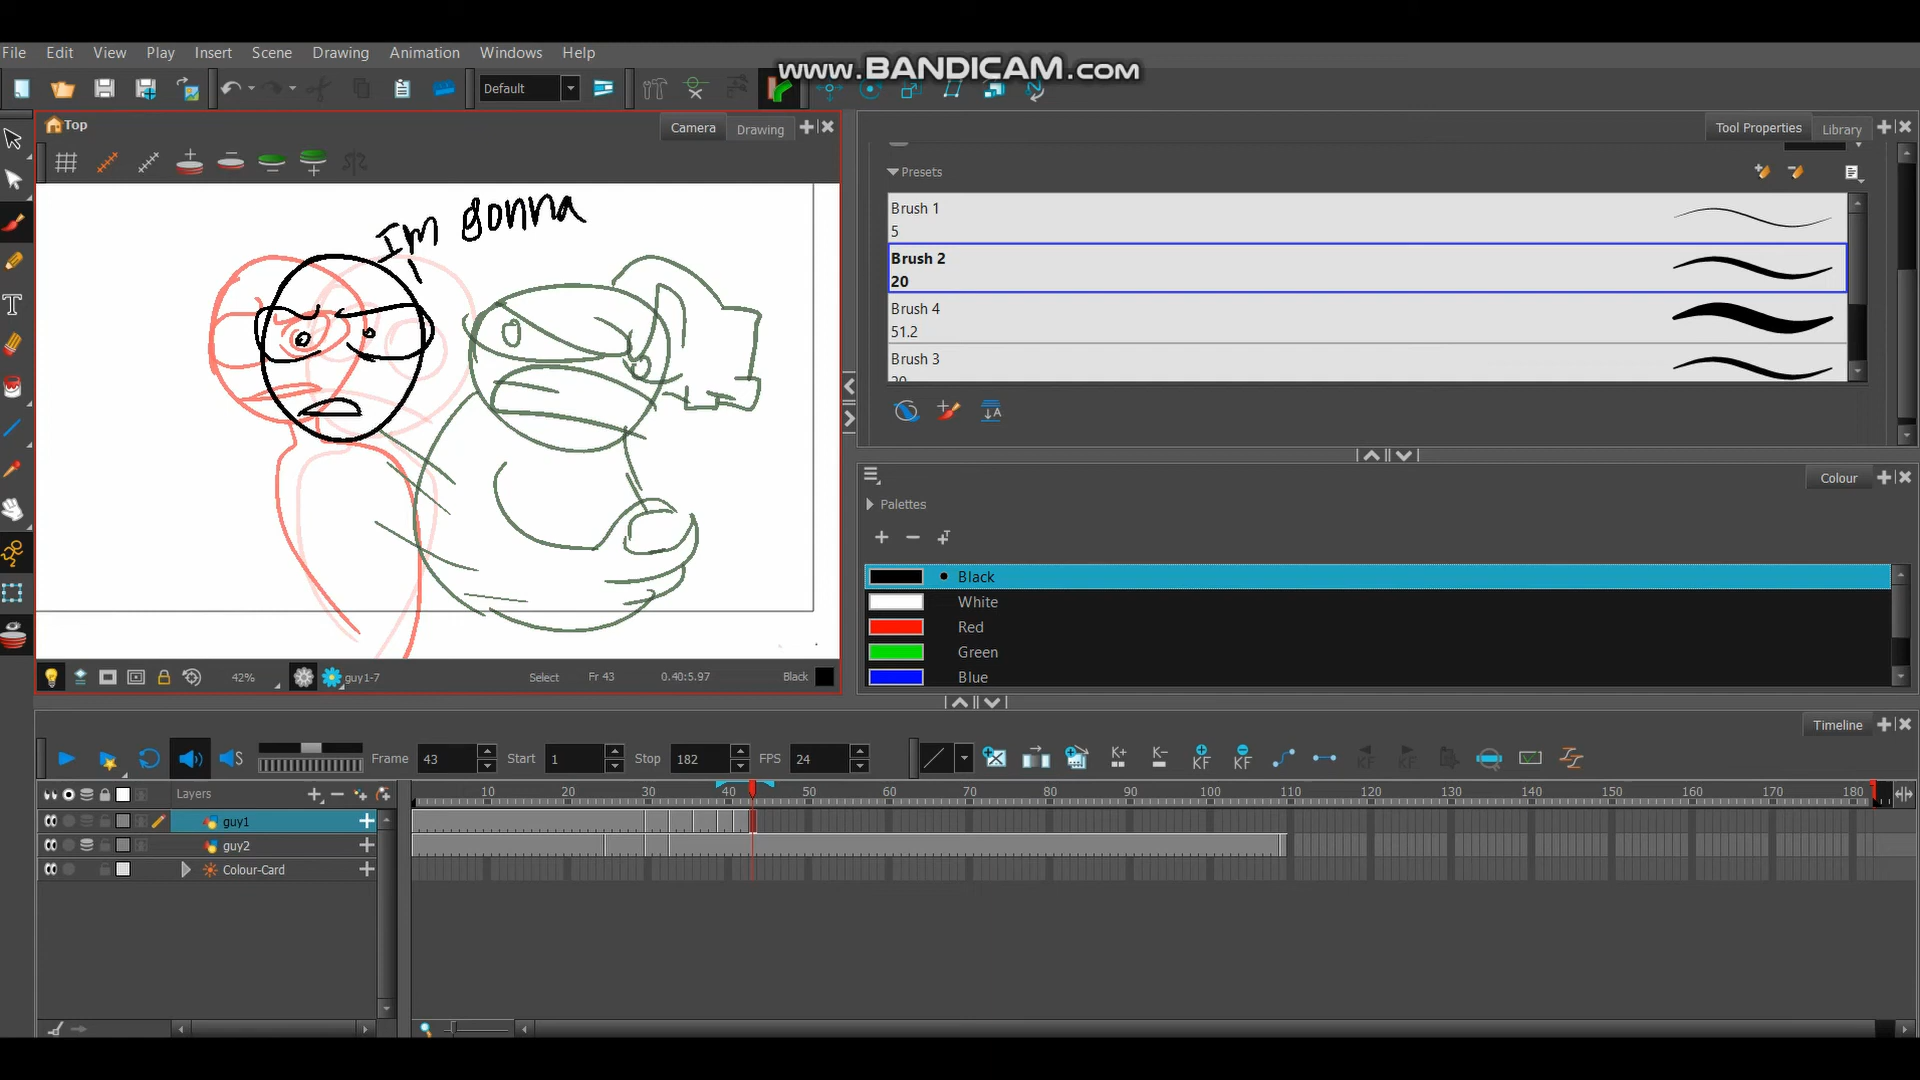 www.BANDICAM.com
File Edit View Play Insert Scene Drawing Animation Windows Help
Default
Top
Camera
Drawing
Tool Properties
Library
Im gonna
Presets
Brush 1
5
Brush 2
20
Brush 4
51.2
Brush 3
Colour
Palettes
Black
White
Red
Green
Blue
42%
guy1-7
Select
Fr 43
0.40:5.97
Black
Timeline
Frame 43 Start 1 Stop 182 FPS 24
K+ K- KF KF KF KF
Layers
10 20 30 40 50 60 70 80 90 100 110 120 130 140 150 160 170 180
guy1
guy2
Colour-Card